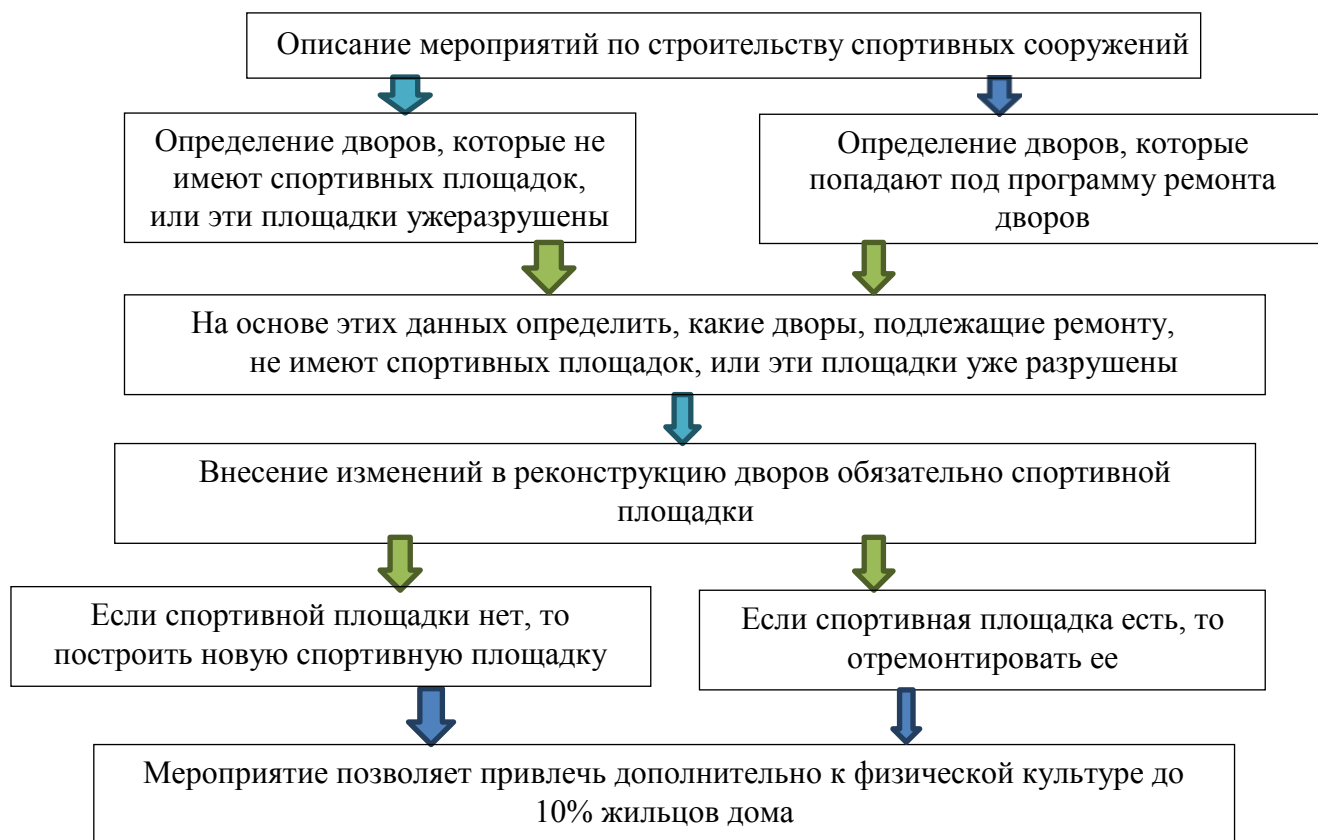 Описание мероприятий по строительству спортивных сооружений
Определение дворов, которые не
имеют спортивных площадок,
или эти площадки ужеразрушены
Определение дворов, которые
попадают под программу ремонта
дворов
На основе этих данных определить, какие дворы, подлежащие ремонту,
не имеют спортивных площадок, или эти площадки уже разрушены
Внесение изменений в реконструкцию дворов обязательно спортивной
площадки
Если спортивной площадки нет, то
построить новую спортивную площадку
Если спортивная площадка есть, то
отремонтировать ее
Мероприятие позволяет привлечь дополнительно к физической культуре до
10% жильцов дома